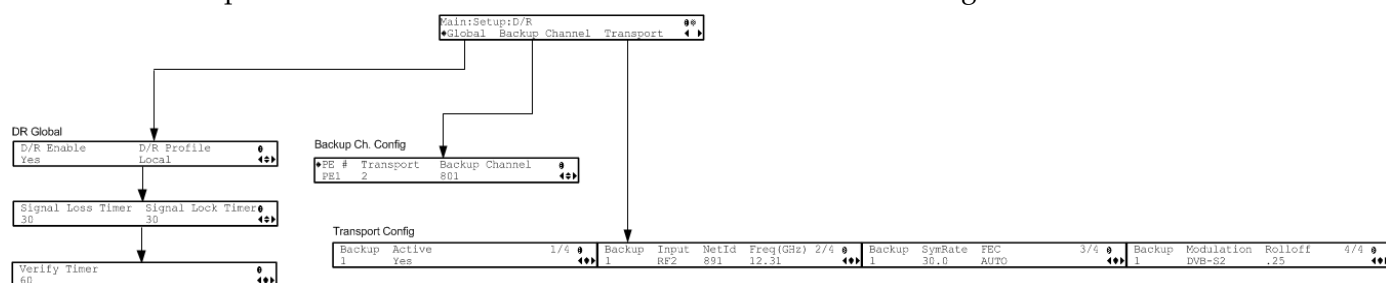 Main:Setup:D/R
Global Backup Channel Transport
DR Global
D/R Enable D/R Profile
Yes Local
Signal Loss Timer Signal Lock Timer
30 30
Verify Timer
60
Backup Ch. Config
PE # Transport Backup Channel
PE1 2 801
Transport Config
Backup Active 1/4
1 Yes
Backup Input NetId Freq(GHz) 2/4
1 RF2 891 12.31
Backup SymRate FEC 3/4
1 30.0 AUTO
Backup Modulation Rolloff 4/4
1 DVB-S2 .25